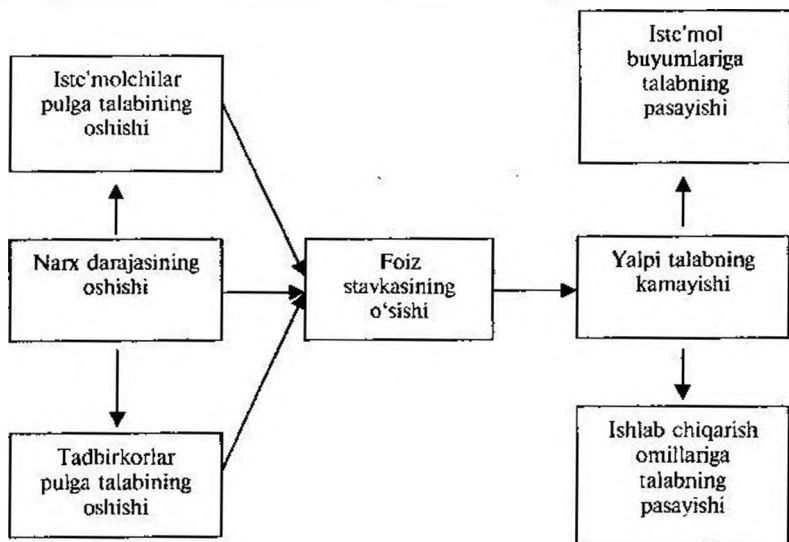 Iste'molchilar
pulga talabining
oshishi
Narx darajasining
oshishi
Tadbirkorlar
pulga talabining
oshishi
Foiz
stavkasining
o‘sishi
Iste'mol
buyumlariga
talabning
pasayishi
Yalpi talabning
kamayishi
Ishlab chiqarish
omillariga
talabning
pasayishi